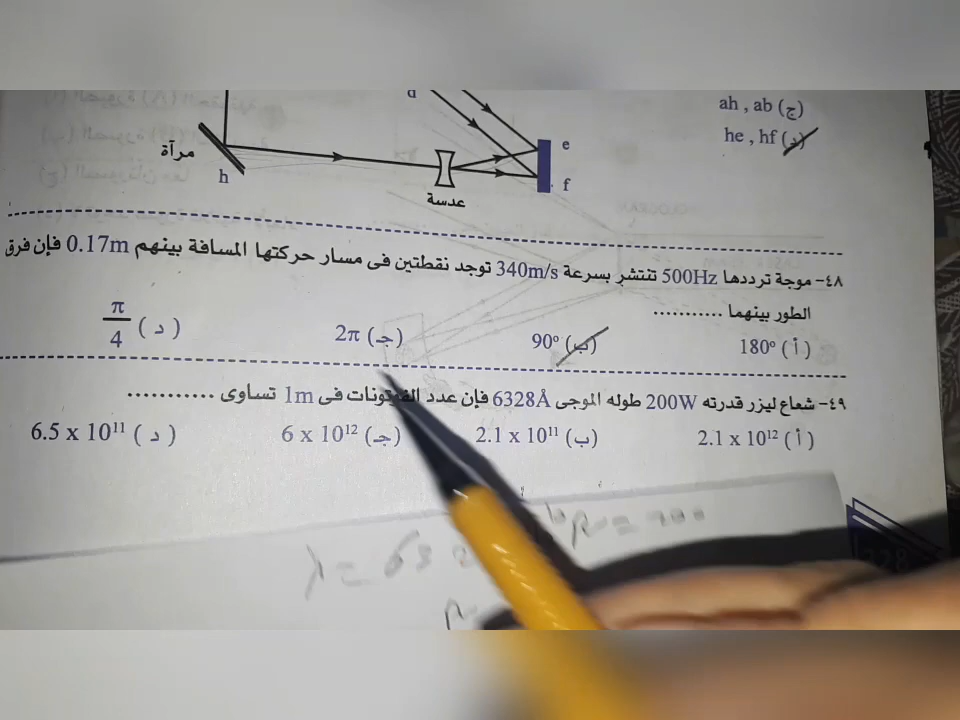 ah , ab (ج)
he , hf (د)
d
e
f
h
مرآة
عدسة
٤٨- موجة ترددها 500Hz تنتشر بسرعة 340m/s توجد نقطتين فى مسار حركتها المسافة بينهم 0.17m فإن فرق
الطور بينهما ...........
(أ) 180° (ب) 90° (جـ) 2π (د) π/4
٤٩- شعاع ليزر قدرته 200W طوله الموجى 6328Å فإن عدد الفوتونات فى 1m تساوى ............
(أ) 2.1 x 10¹² (ب) 2.1 x 10¹¹ (جـ) 6 x 10¹² (د) 6.5 x 10¹¹
λ = 63